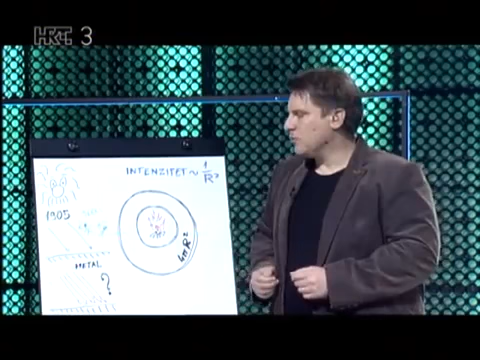 HRT 3
INTENZITET ~ 1/R²
1905
4πR²
METAL
?